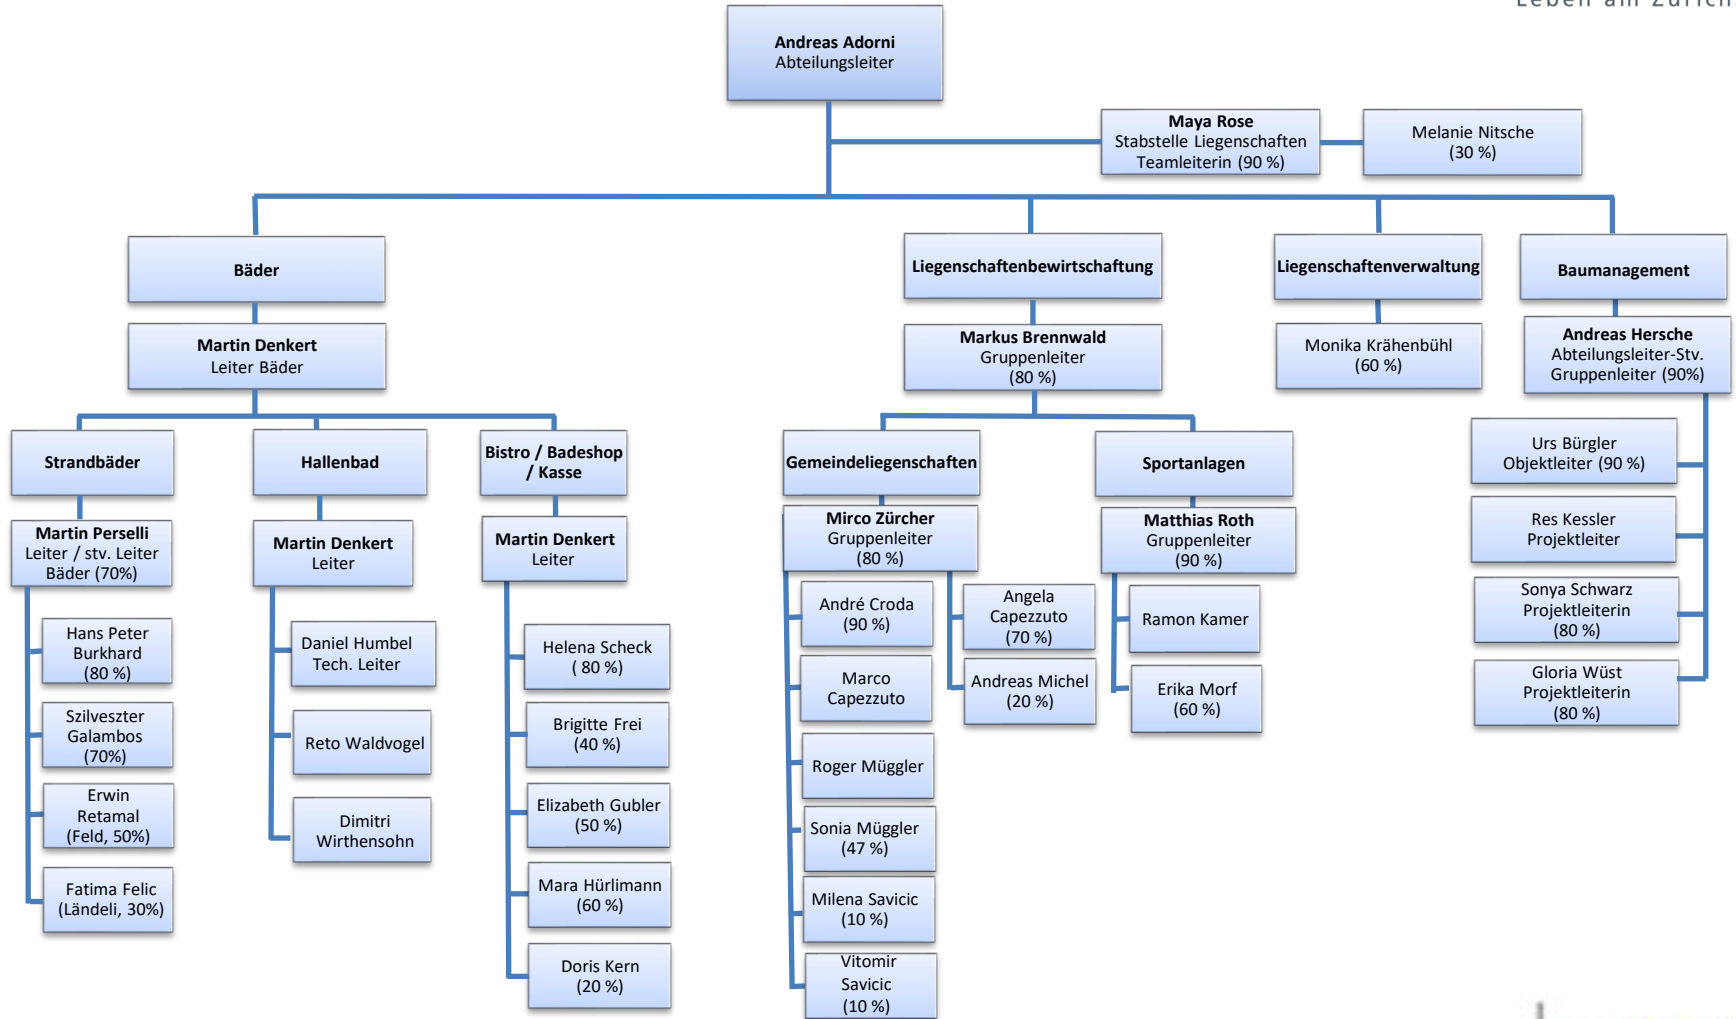 Leben am Zürich
Andreas Adorni
Abteilungsleiter
Maya Rose
Stabstelle Liegenschaften
Teamleiterin (90 %)
Melanie Nitsche
(30 %)
Bäder
Liegenschaftenbewirtschaftung
Liegenschaftenverwaltung
Baumanagement
Martin Denkert
Leiter Bäder
Markus Brennwald
Gruppenleiter
(80 %)
Monika Krähenbühl
(60 %)
Andreas Hersche
Abteilungsleiter-Stv.
Gruppenleiter (90%)
Strandbäder
Hallenbad
Bistro / Badeshop
/ Kasse
Gemeindeliegenschaften
Sportanlagen
Martin Perselli
Leiter / stv. Leiter
Bäder (70%)
Hans Peter
Burkhard
(80 %)
Szilveszter
Galambos
(70%)
Erwin
Retamal
(Feld, 50%)
Fatima Felic
(Ländeli, 30%)
Martin Denkert
Leiter
Daniel Humbel
Tech. Leiter
Reto Waldvogel
Dimitri
Wirthensohn
Martin Denkert
Leiter
Helena Scheck
( 80 %)
Brigitte Frei
(40 %)
Elizabeth Gubler
(50 %)
Mara Hürlimann
(60 %)
Doris Kern
(20 %)
Mirco Zürcher
Gruppenleiter
(80 %)
André Croda
(90 %)
Marco
Capezzuto
Roger Müggler
Sonia Müggler
(47 %)
Milena Savicic
(10 %)
Vitomir
Savicic
(10 %)
Angela
Capezzuto
(70 %)
Andreas Michel
(20 %)
Matthias Roth
Gruppenleiter
(90 %)
Ramon Kamer
Erika Morf
(60 %)
Urs Bürgler
Objektleiter (90 %)
Res Kessler
Projektleiter
Sonya Schwarz
Projektleiterin
(80 %)
Gloria Wüst
Projektleiterin
(80 %)